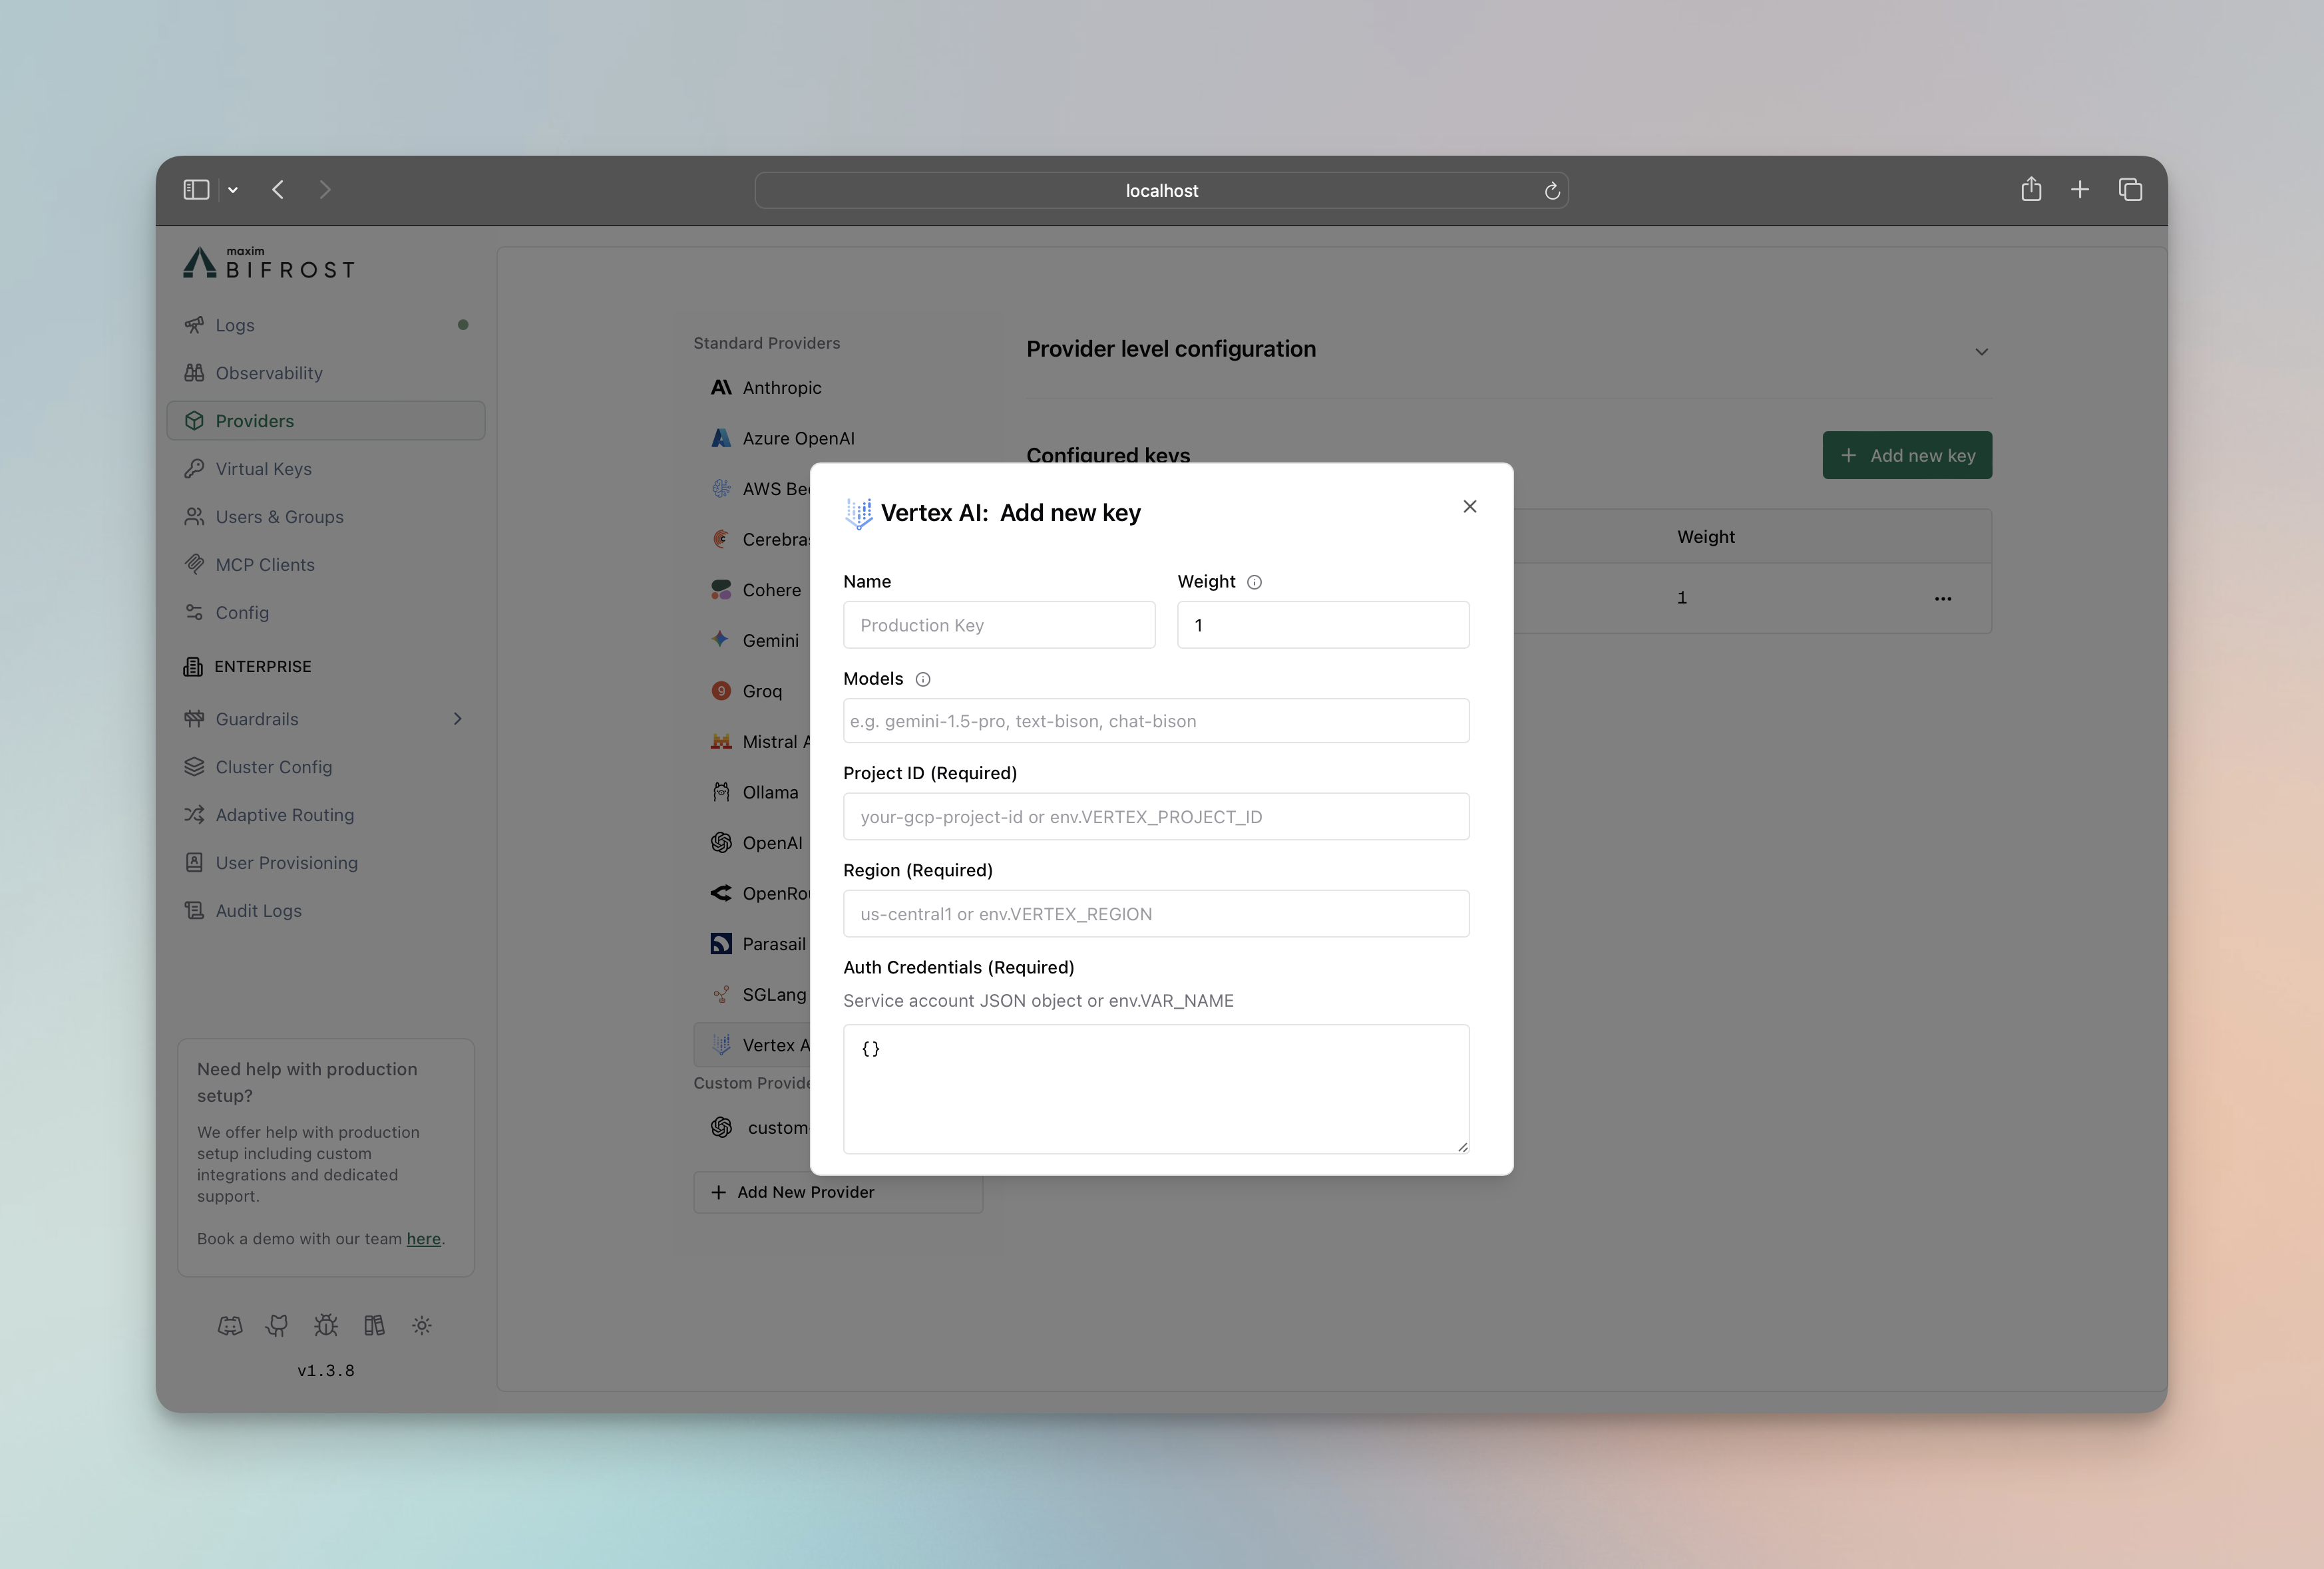 localhost
maxim
BIFROST
Logs
Observability
Providers
Virtual Keys
Users & Groups
MCP Clients
Config
ENTERPRISE
Guardrails
Cluster Config
Adaptive Routing
User Provisioning
Audit Logs
Need help with production
setup?
We offer help with production
setup including custom
integrations and dedicated
support.
Book a demo with our team here.
v1.3.8
Standard Providers
Anthropic
Azure OpenAI
AWS Be
Cerebras
Cohere
Gemini
Groq
Mistral A
Ollama
OpenAI
OpenRou
Parasail
SGLang
Vertex A
Custom Provide
custom
Add New Provider
Provider level configuration
Configured keys
Add new key
Weight
1
Vertex AI: Add new key
Name
Production Key
Weight
1
Models
e.g. gemini-1.5-pro, text-bison, chat-bison
Project ID (Required)
your-gcp-project-id or env.VERTEX_PROJECT_ID
Region (Required)
us-central1 or env.VERTEX_REGION
Auth Credentials (Required)
Service account JSON object or env.VAR_NAME
{}